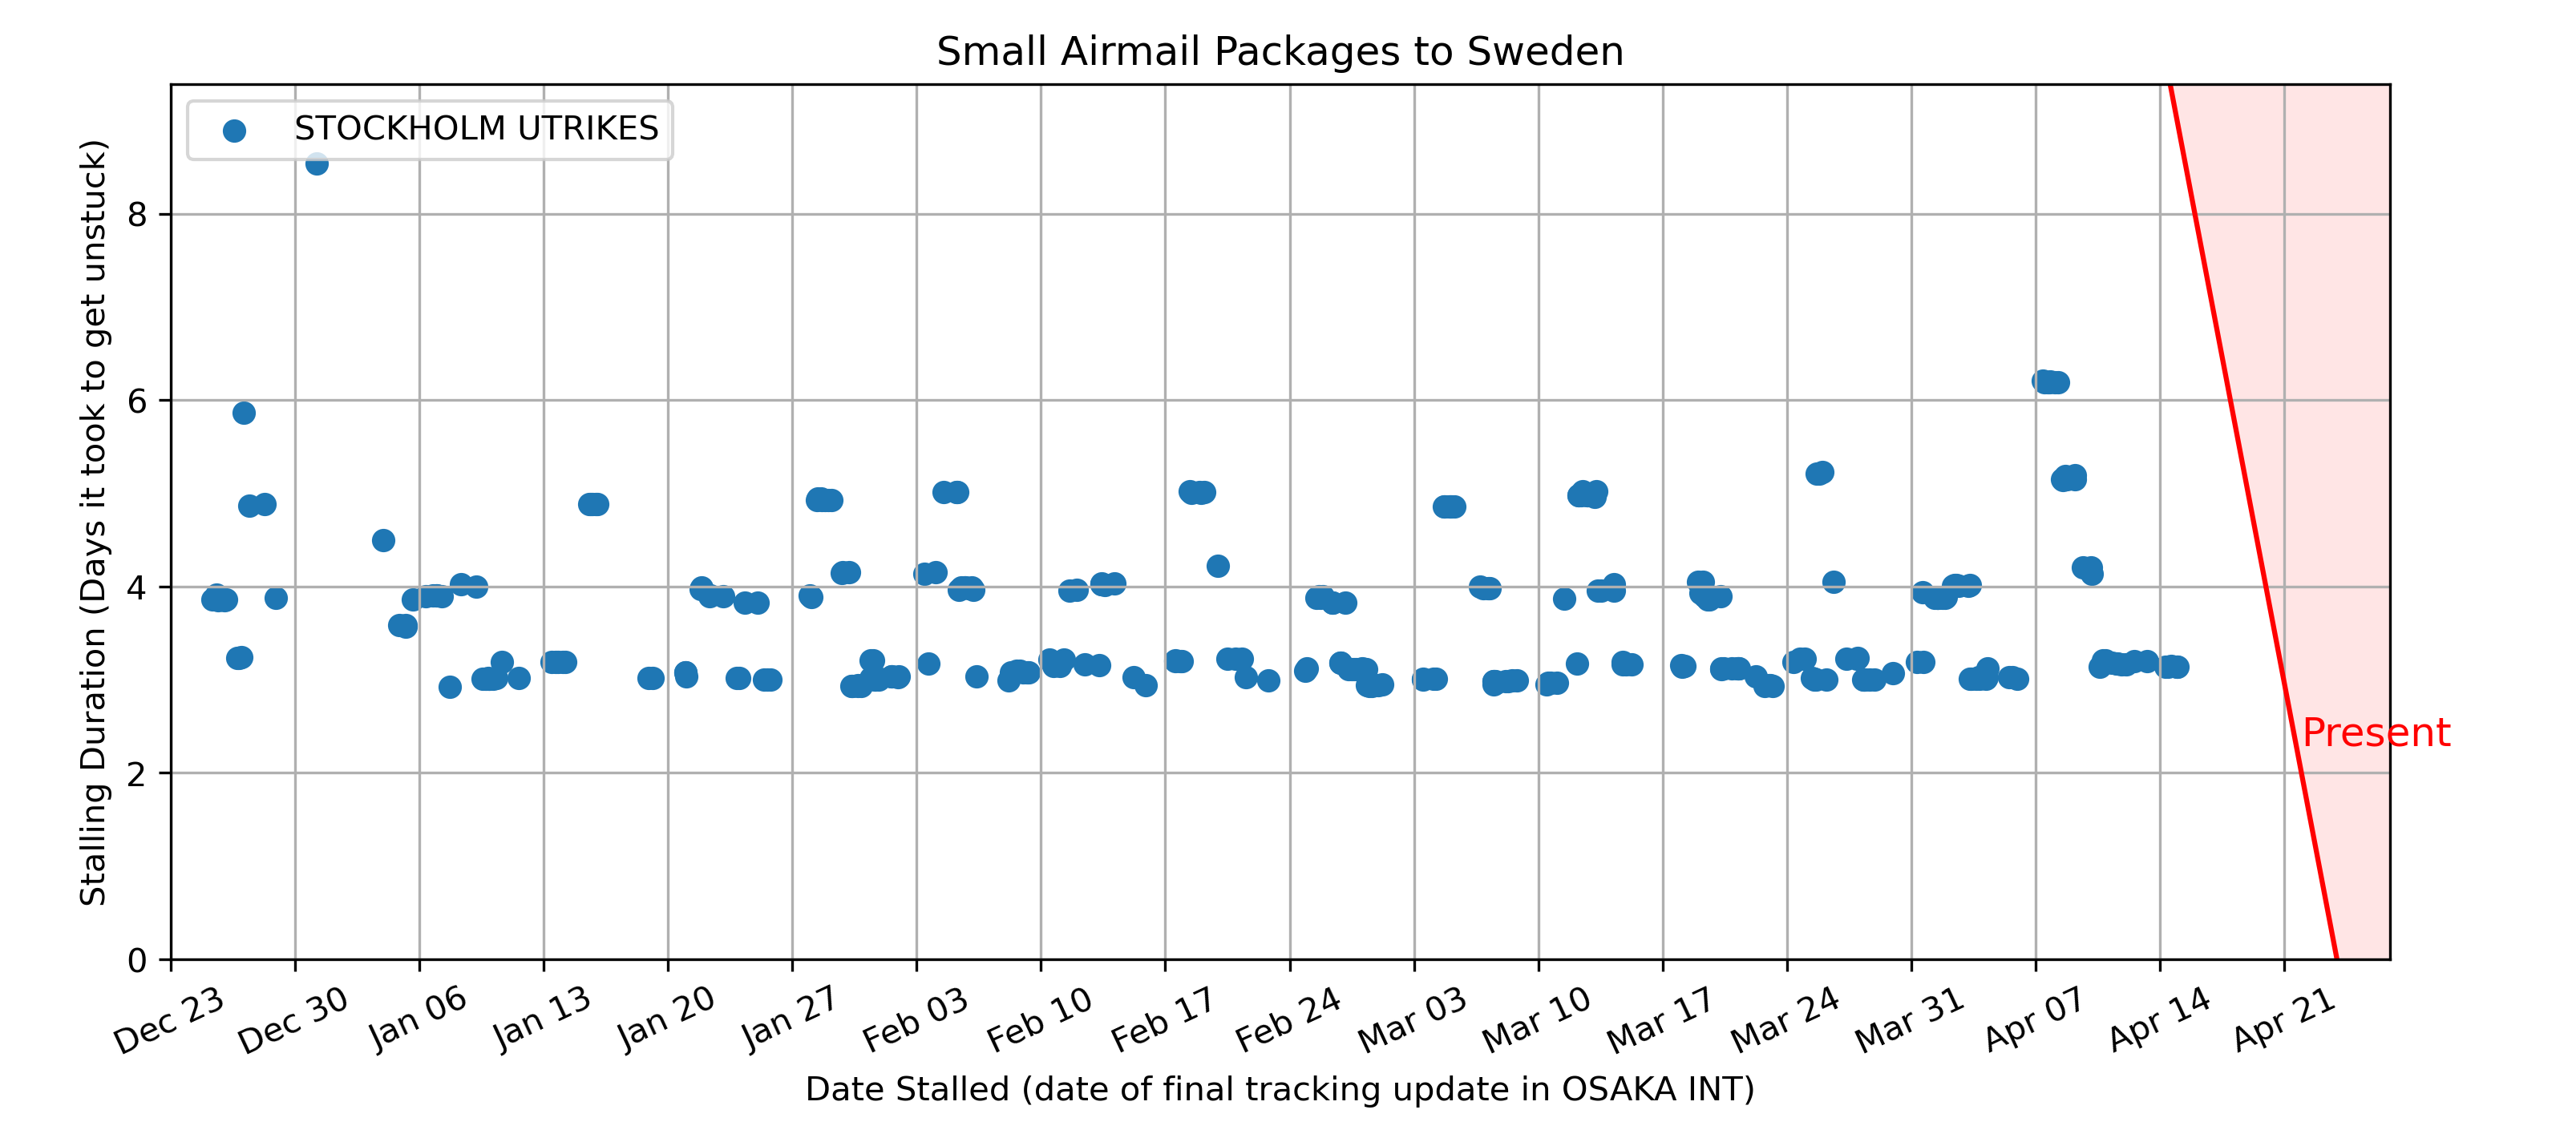 Small Airmail Packages to Sweden
STOCKHOLM UTRIKES
Stalling Duration (Days it took to get unstuck)
8
6
4
2
0
Present
Dec 23
Dec 30
Jan 06
Jan 13
Jan 20
Jan 27
Feb 03
Feb 10
Feb 17
Feb 24
Mar 03
Mar 10
Mar 17
Mar 24
Mar 31
Apr 07
Apr 14
Apr 21
Date Stalled (date of final tracking update in OSAKA INT)